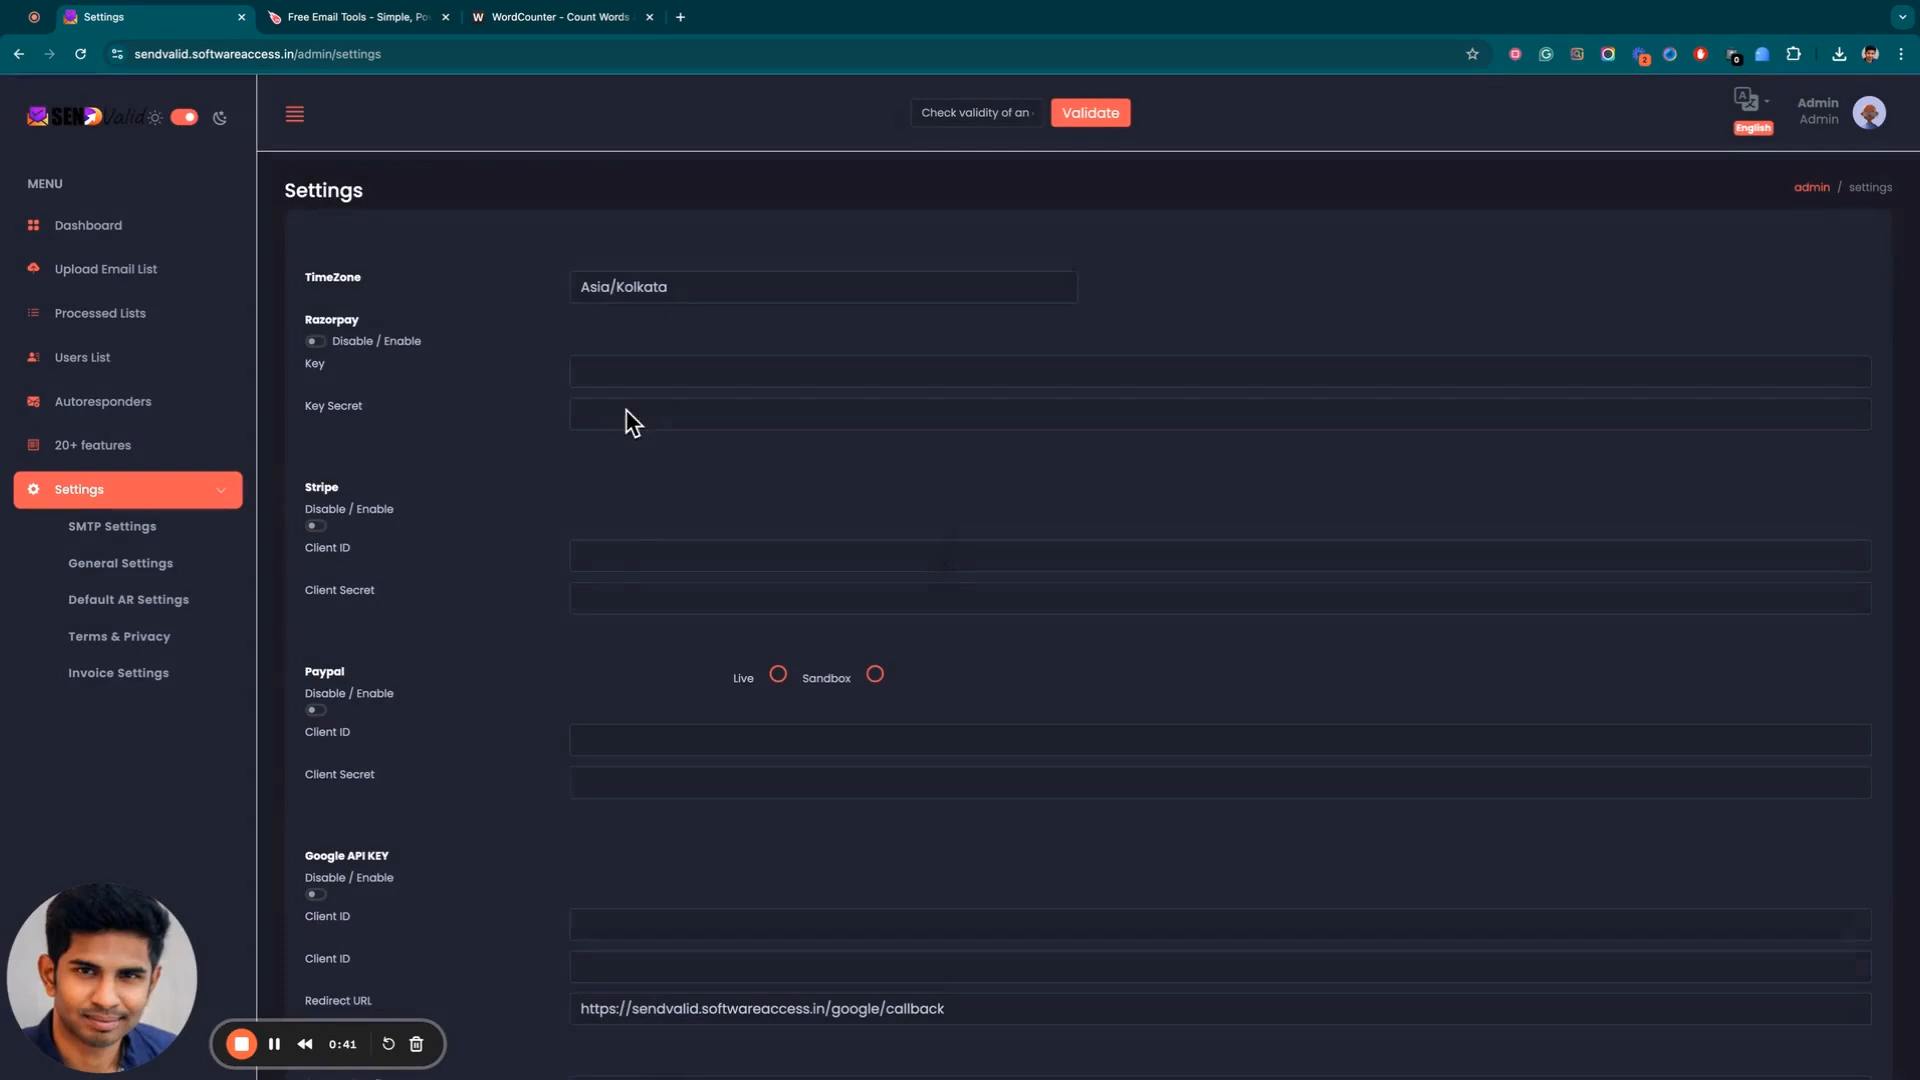 Settings
Free Email Tools - Simple, Po
WordCounter - Count Words
sendvalid.softwareaccess.in/admin/settings
2
0
SENDValid
Check validity of an
Validate
English
Admin
Admin
MENU
Dashboard
Upload Email List
Processed Lists
Users List
Autoresponders
20+ features
Settings
SMTP Settings
General Settings
Default AR Settings
Terms & Privacy
Invoice Settings
Settings
admin / settings
TimeZone
Asia/Kolkata
Razorpay
Disable / Enable
Key
Key Secret
Stripe
Disable / Enable
Client ID
Client Secret
Paypal
Live
Sandbox
Disable / Enable
Client ID
Client Secret
Google API KEY
Disable / Enable
Client ID
Client ID
Redirect URL
https://sendvalid.softwareaccess.in/google/callback
0:41